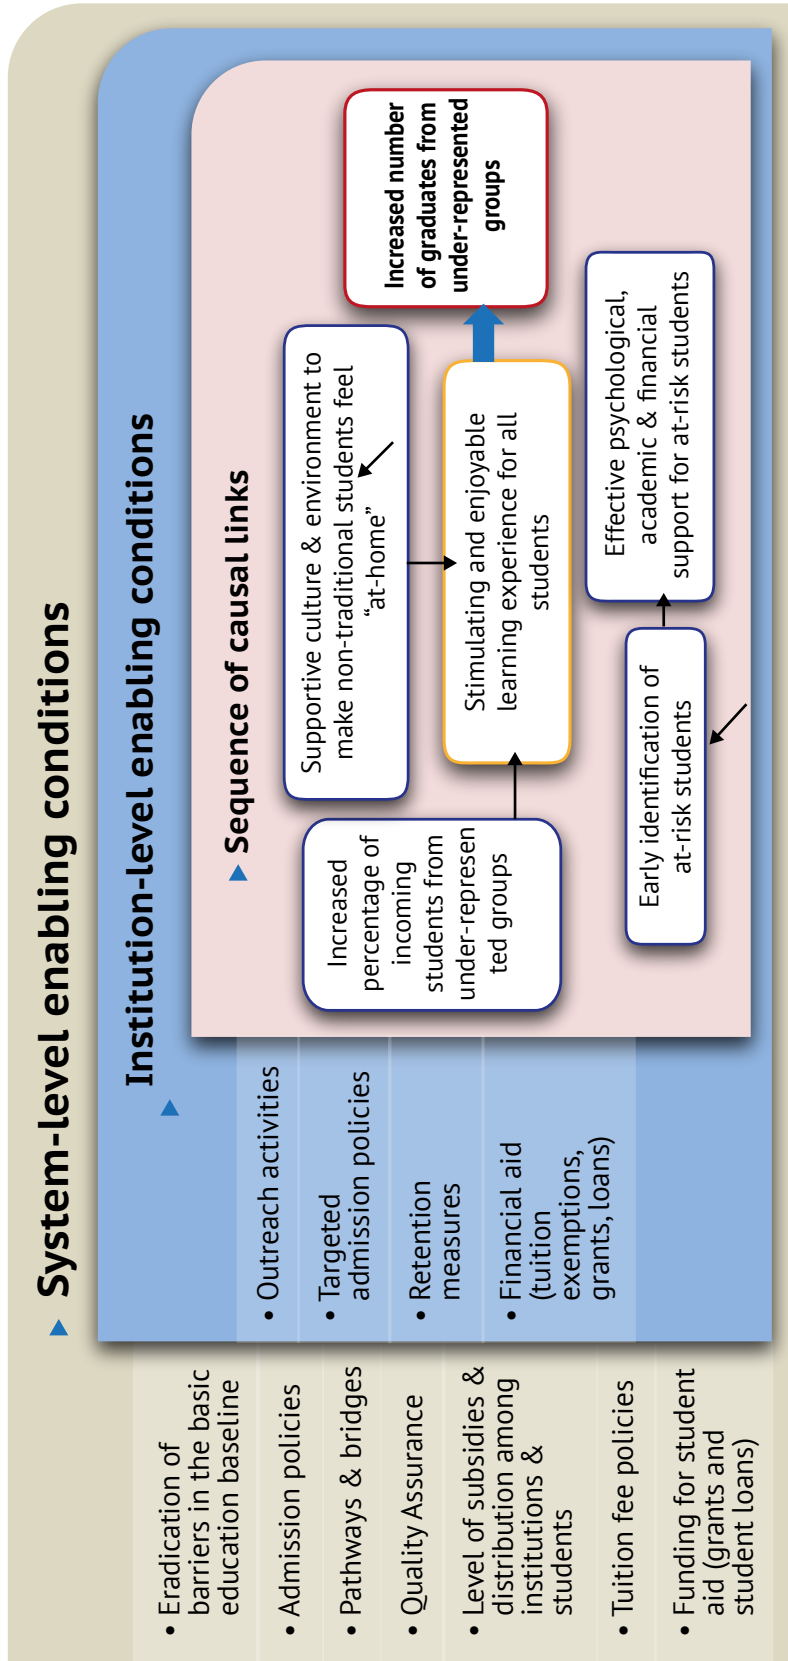 System-level enabling conditions
• Eradication of
barriers in the basic
education baseline
• Admission policies
• Pathways & bridges
• Quality Assurance
• Level of subsidies &
distribution among
institutions &
students
• Tuition fee policies
• Funding for student
aid (grants and
student loans)
Institution-level enabling conditions
• Outreach activities
• Targeted
admission policies
• Retention
measures
• Financial aid
(tuition
exemptions,
grants, loans)
Sequence of causal links
Increased
percentage of
incoming
students from
under-represen
ted groups
Supportive culture & environment to
make non-traditional students feel
“at-home”
Stimulating and enjoyable
learning experience for all
students
Increased number
of graduates from
under-represented
groups
Early identification of
at-risk students
Effective psychological,
academic & financial
support for at-risk students